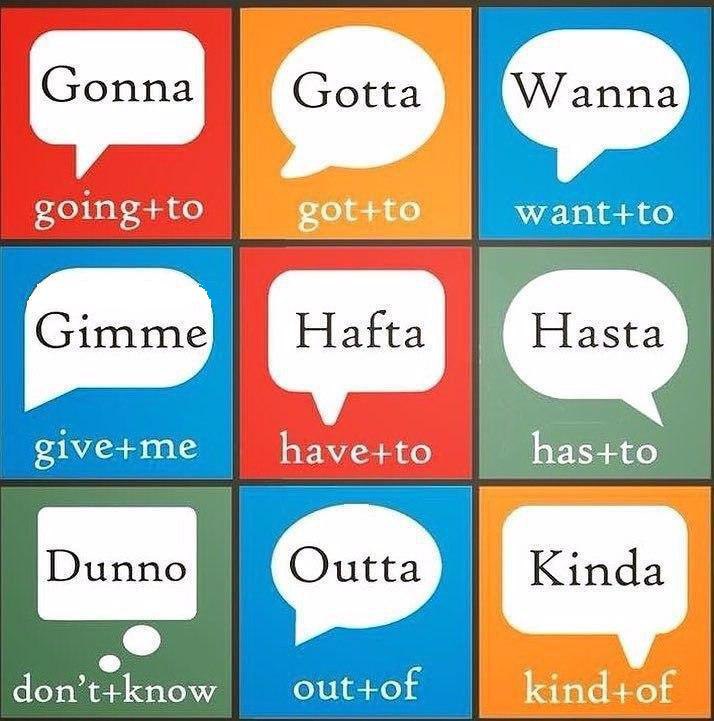 Gonna
going+to
Gotta
got+to
Wanna
want+to
Gimme
give+me
Hafta
have+to
Hasta
has+to
Dunno
don't+know
Outta
out+of
Kinda
kind+of